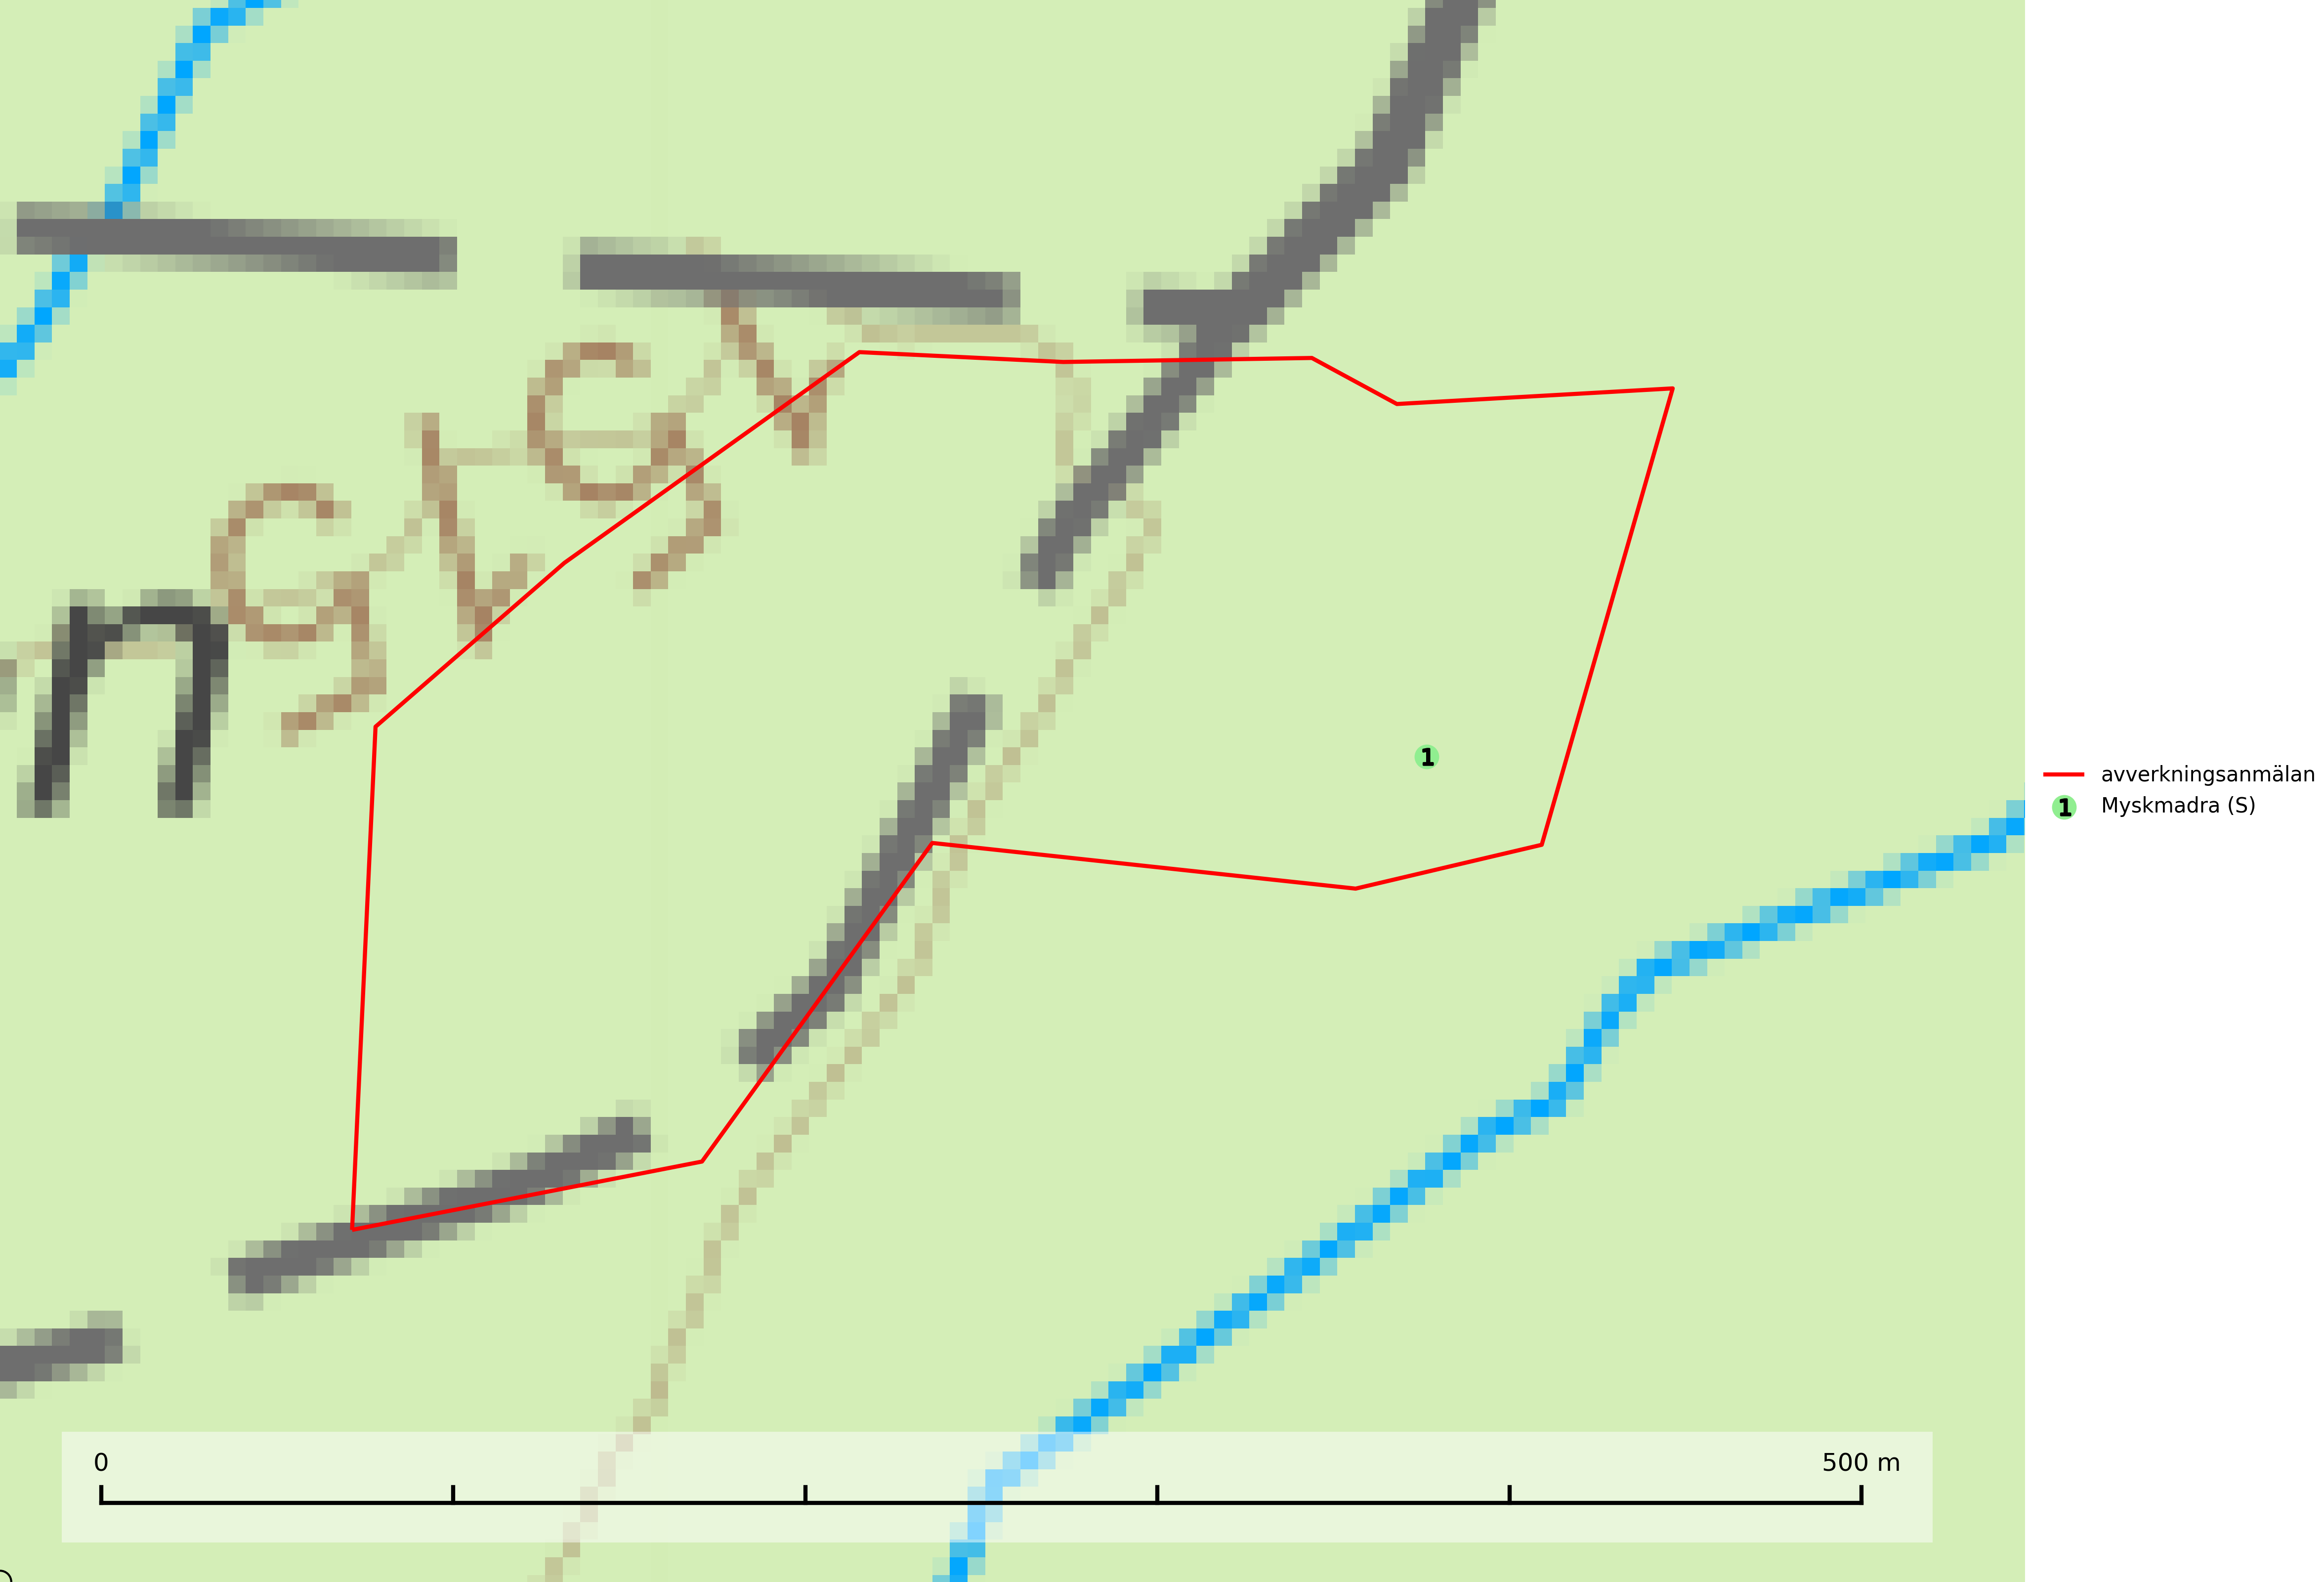 n
1
avverkningsanmälan
1 Myskmadra (S)
0 500 m